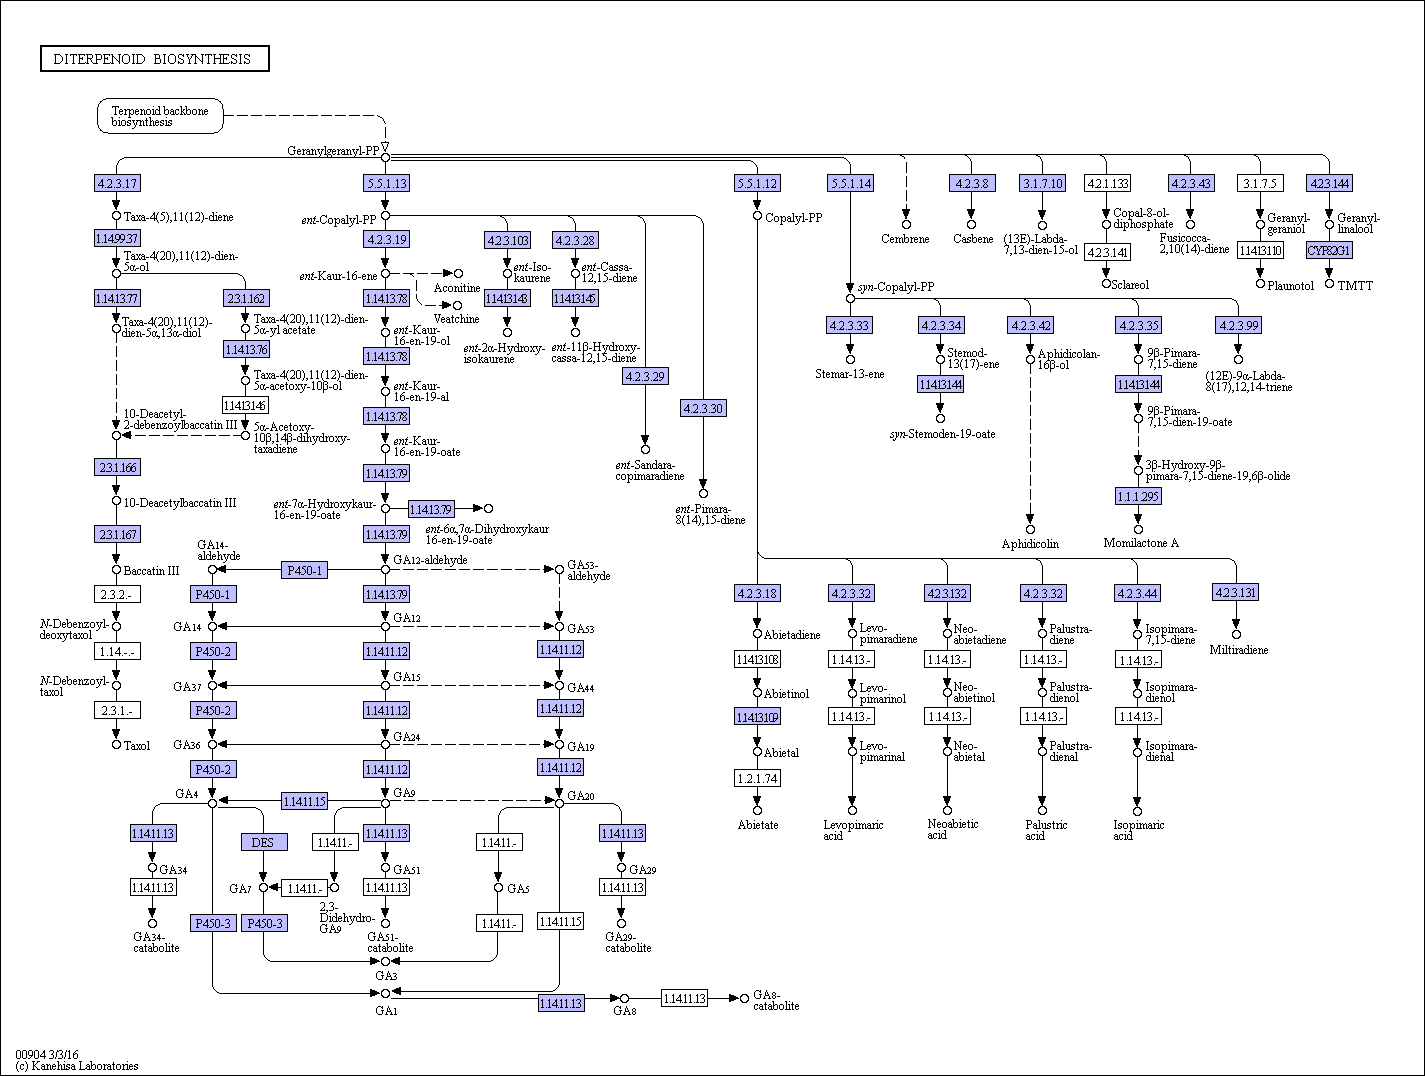 DITERPENOID BIOSYNTHESIS
Terpenoid backbone
biosynthesis
Geranylgeranyl-PP
4.2.3.17
5.5.1.13
5.5.1.12
5.5.1.14
4.2.3.8
3.1.7.10
4.2.1.133
4.2.3.43
3.1.7.5
4.2.3.144
Taxa-4(5),11(12)-diene
ent-Copalyl-PP
Copalyl-PP
Cembrene
Casbene
(13E)-Labda-
7,13-dien-15-ol
Copal-8-ol-
diphosphate
Fusicocca-
2,10(14)-diene
Geranyl-
geraniol
Geranyl-
linalool
1.14.99.37
4.2.3.19
4.2.3.103
4.2.3.28
4.2.3.141
1.14.13.110
CYP82G1
Taxa-4(20),11(12)-dien-
5α-ol
ent-Kaur-16-ene
Aconitine
Veatchine
ent-Iso-
kaurene
ent-Cassa-
12,15-diene
Sclareol
Plaunotol
TMTT
syn-Copalyl-PP
1.14.13.77
2.3.1.162
1.14.13.78
1.14.13.143
1.14.13.145
Taxa-4(20),11(12)-
dien-5α,13α-diol
Taxa-4(20),11(12)-dien-
5α-yl acetate
ent-Kaur-
16-en-19-ol
ent-2α-Hydroxy-
isokaurene
ent-11β-Hydroxy-
cassa-12,15-diene
4.2.3.33
4.2.3.34
4.2.3.42
4.2.3.35
4.2.3.99
1.14.13.76
1.14.13.78
Stemar-13-ene
Stemod-
13(17)-ene
Aphidicolan-
16β-ol
9β-Pimara-
7,15-diene
(12E)-9α-Labda-
8(17),12,14-triene
Taxa-4(20),11(12)-dien-
5α-acetoxy-10β-ol
ent-Kaur-
16-en-19-al
4.2.3.29
4.2.3.30
1.14.13.144
1.14.13.144
1.14.13.146
1.14.13.78
10-Deacetyl-
2-debenzoylbaccatin III
5α-Acetoxy-
10β,14β-dihydroxy-
taxadiene
ent-Kaur-
16-en-19-oate
syn-Stemoden-19-oate
9β-Pimara-
7,15-dien-19-oate
2.3.1.166
1.14.13.79
ent-Sandara-
copimaradiene
3β-Hydroxy-9β-
pimara-7,15-diene-19,6β-olide
10-Deacetylbaccatin III
ent-7α-Hydroxykaur-
16-en-19-oate
1.14.13.79
ent-6α,7α-Dihydroxykaur
16-en-19-oate
ent-Pimara-
8(14),15-diene
1.1.1.295
2.3.1.167
1.14.13.79
Aphidicolin
Momilactone A
GA14-
aldehyde
GA12-aldehyde
GA53-
aldehyde
Baccatin III
P450-1
2.3.2.-
P450-1
1.14.13.79
4.2.3.18
4.2.3.32
4.2.3.132
4.2.3.32
4.2.3.44
4.2.3.131
N-Debenzoyl-
deoxytaxol
GA14
GA12
GA53
Abietadiene
Levo-
pimaradiene
Neo-
abietadiene
Palustra-
diene
Isopimara-
7,15-diene
Miltiradiene
1.14.-.-
P450-2
1.14.11.12
1.14.11.12
1.14.13.108
1.14.13.-
1.14.13.-
1.14.13.-
1.14.13.-
N-Debenzoyl-
taxol
GA37
GA15
GA44
Abietinol
Levo-
pimarinol
Neo-
abietinol
Palustra-
dienol
Isopimara-
dienol
2.3.1.-
P450-2
1.14.11.12
1.14.11.12
1.14.13.109
1.14.13.-
1.14.13.-
1.14.13.-
1.14.13.-
Taxol
GA36
GA24
GA19
Abietal
Levo-
pimarinal
Neo-
abietal
Palustra-
dienal
Isopimara-
dienal
P450-2
1.14.11.12
1.14.11.12
1.2.1.74
GA4
1.14.11.15
GA9
GA20
Abietate
Levopimaric
acid
Neoabietic
acid
Palustric
acid
Isopimaric
acid
1.14.11.13
DES
1.14.11.-
1.14.11.13
1.14.11.-
1.14.11.13
GA34
GA51
GA29
1.14.11.13
GA7
1.14.11.-
1.14.11.13
GA5
1.14.11.13
2,3-
Didehydro-
GA9
P450-3
P450-3
1.14.11.-
1.14.11.15
GA34-
catabolite
GA51-
catabolite
GA29-
catabolite
GA3
GA1
1.14.11.13
GA8
1.14.11.13
GA8-
catabolite
00904 3/3/16
(c) Kanehisa Laboratories